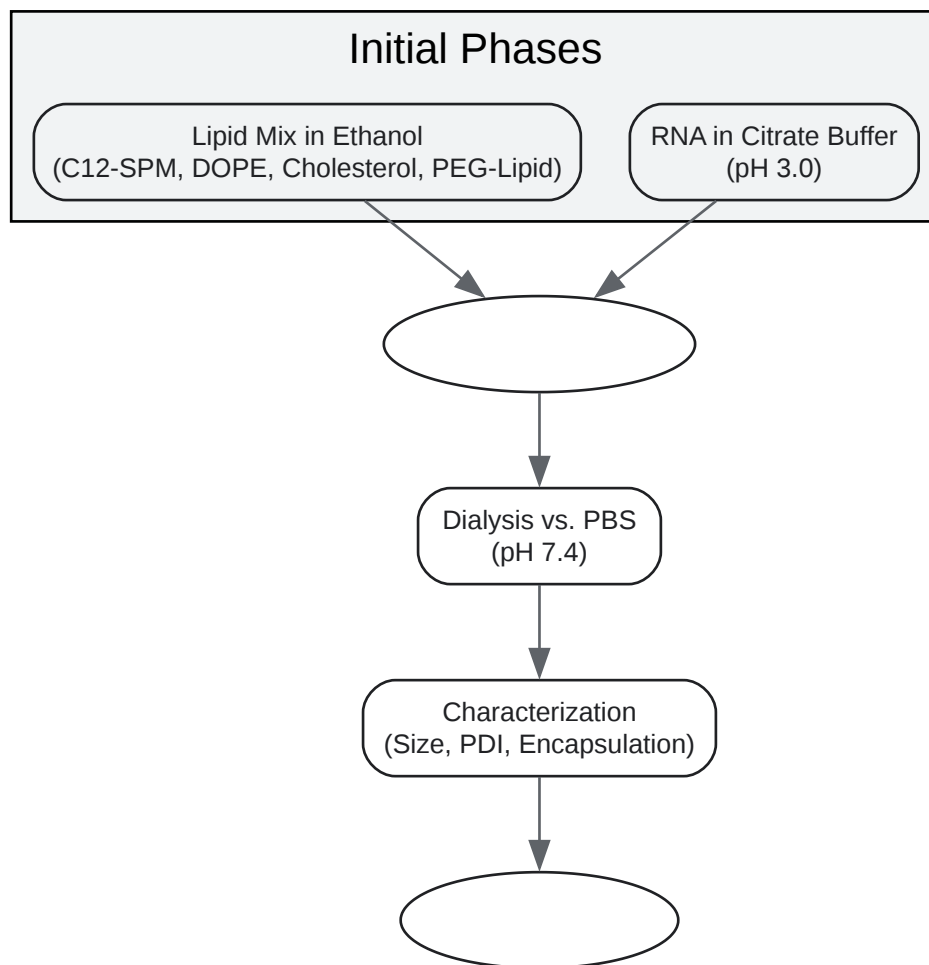 Initial Phases
Lipid Mix in Ethanol
(C12-SPM, DOPE, Cholesterol, PEG-Lipid)
RNA in Citrate Buffer
(pH 3.0)
Dialysis vs. PBS
(pH 7.4)
Characterization
(Size, PDI, Encapsulation)